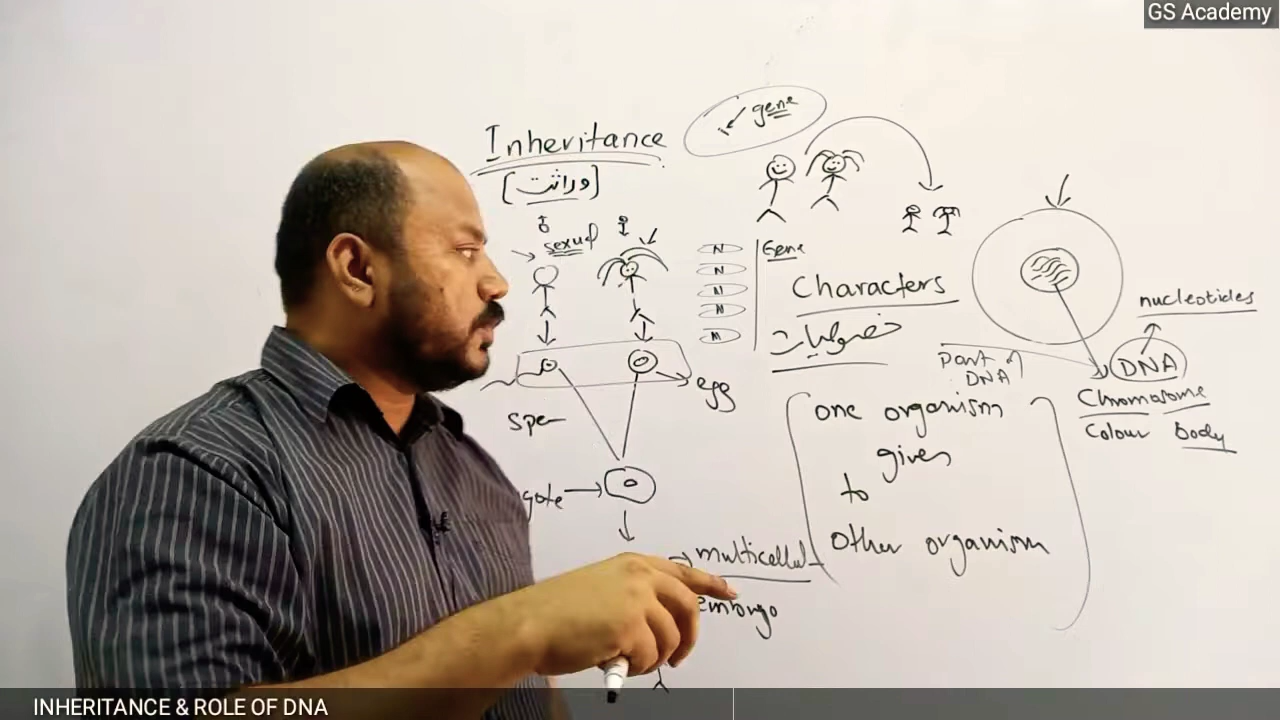 GS Academy
gene
Inheritance
[وراثت]
sexual
N
N
N
N
N
Gene
Characters
خصوصیات
nucleotides
part of
DNA
DNA
Chromosome
Colour Body
egg
spe
gote
one organism
gives
to
other organism
multicellul
embryo
INHERITANCE & ROLE OF DNA